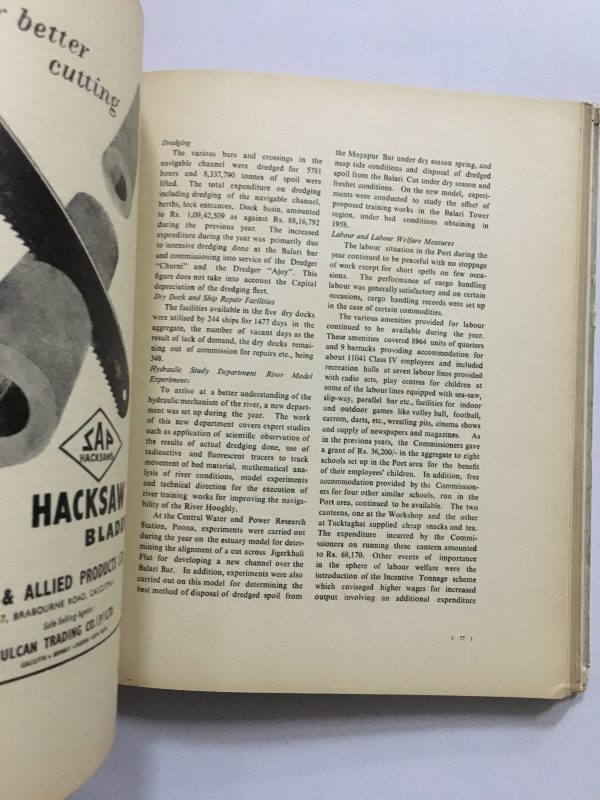 better
cutting
ZAP
HACKSAWS
HACKSAW
BLADES
& ALLIED PRODUCTS
7, BRABOURNE ROAD, CALCUTTA
Sole Selling Agents:
ULCAN TRADING CO. (P) LTD.
CALCUTTA • BOMBAY •
Dredging
The various bars and crossings in the
navigable channel were dredged for 5781
hours and 8,337,790 tonnes of spoil were
lifted. The total expenditure on dredging
including dredging of the navigable channel,
berths, lock entrances, Dock basin, amounted
to Rs. 1,09,42,509 as against Rs. 88,16,792
during the previous year. The increased
expenditure during the year was primarily due
to intensive dredging done at the Balari bar
and commissioning into service of the Dredger
"Churni" and the Dredger "Ajoy". This
figure does not take into account the Capital
depreciation of the dredging fleet.
Dry Dock and Ship Repair Facilities
The facilities available in the five dry docks
were utilised by 244 ships for 1477 days in the
aggregate, the number of vacant days as the
result of lack of demand, the dry docks remai-
ning out of commission for repairs etc., being
348.
Hydraulic Study Department River Model
Experiments
To arrive at a better understanding of the
hydraulic mechanism of the river, a new depart-
ment was set up during the year. The work
of this new department covers expert studies
such as application of scientific observation of
the results of actual dredging done, use of
radioactive and fluorescent tracers to track
movement of bed material, mathematical ana-
lysis of river conditions, model experiments
and technical direction for the execution of
river training works for improving the naviga-
bility of the River Hooghly.
At the Central Water and Power Research
Station, Poona, experiments were carried out
during the year on the estuary model for deter-
mining the alignment of a cut across Jigerkhali
Flat for developing a new channel over the
Balari Bar. In addition, experiments were also
carried out on this model for determining the
best method of disposal of dredged spoil from
the Moyapur Bar under dry season spring, and
neap tide conditions and disposal of dredged
spoil from the Balari Cut under dry season and
freshet conditions. On the new model, experi-
ments were conducted to study the effect of
proposed training works in the Balari Tower
region, under bed conditions obtaining in
1958.
Labour and Labour Welfare Measures
The labour situation in the Port during the
year continued to be peaceful with no stoppage
of work except for short spells on few occa-
sions. The performance of cargo handling
labour was generally satisfactory and on certain
occasions, cargo handling records were set up
in the case of certain commodities.
The various amenities provided for labour
continued to be available during the year.
These amenities covered 8964 units of quarters
and 9 barracks providing accommodation for
about 11041 Class IV employees and included
recreation halls at seven labour lines provided
with radio sets, play centres for children at
some of the labour lines equipped with sea-saw,
slip-way, parallel bar etc., facilities for indoor
and outdoor games like volley ball, football,
carrom, darts, etc., wrestling pits, cinema shows
and supply of newspapers and magazines. As
in the previons years, the Commissioners gave
a grant of Rs. 36,200/- in the aggregate to eight
schools set up in the Port area for the benefit
of their employees' children. In addition, free
accommodation provided by the Commission-
ers for four other similar schools, run in the
Port area, continued to be available. The two
canteens, one at the Workshop and the other
at Tucktaghat supplied cheap snacks and tea.
The expenditure incurred by the Commi-
ssioners on running these canteen amounted
to Rs. 68,170. Other events of importance
in the sphere of labour welfare were the
introduction of the Incentive Tonnage scheme
which envisaged higher wages for increased
output involving an additional expenditure
[ 77 ]